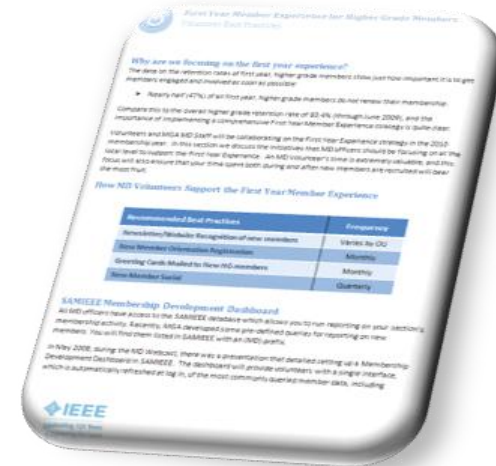 First Year Member Experience for Higher Grade Members
Volunteer Best Practices
Why are we focusing on the first year experience?
The data on the retention rates of first year, higher grade members show just how important it is to get
members engaged and involved as soon as possible:
Nearly half (47%) of all first year, higher grade members do not renew their membership.
Compare this to the overall higher grade retention rate of 80.4% (through June 2009), and the
importance of implementing a comprehensive First Year Member Experience strategy is quite clear.
Volunteers and MGA MD Staff will be collaborating on the First Year Experience strategy in the 2010
membership year. In this section we discuss the initiatives that MD officers should be focusing on at the
local level to support the First Year Experience. An MD Volunteer's time is extremely valuable, and this
focus will also ensure that your time spent both during and after new members are recruited will bear
the most fruit.
How MD Volunteers Support the First Year Member Experience
Recommended Best Practices Frequency
Newsletter/Website Recognition of new members Varies by OU
New Member Orientation Monthly
Greeting Cards Mailed to New HG members Monthly
New Member Social Quarterly
SAMIEEE Membership Development Dashboard
All MD officers have access to the SAMIEEE database which allows you to run reporting on your section's
membership activity. Recently, MGA developed some pre-defined queries for reporting on new
members. You will find them listed in SAMIEEE with an (MD) prefix.
In May 2008, during the MD Webcast, there was a presentation that detailed setting up a Membership
Development Dashboard in SAMIEEE. The dashboard will provide volunteers with a single interface,
which is automatically refreshed at log in, of the most commonly queried member data, including
IEEE